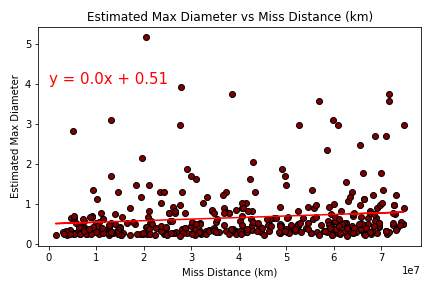 Estimated Max Diameter vs Miss Distance (km)
Estimated Max Diameter
5
4
3
2
1
0
y = 0.0x + 0.51
0 1 2 3 4 5 6 7
1e7
Miss Distance (km)